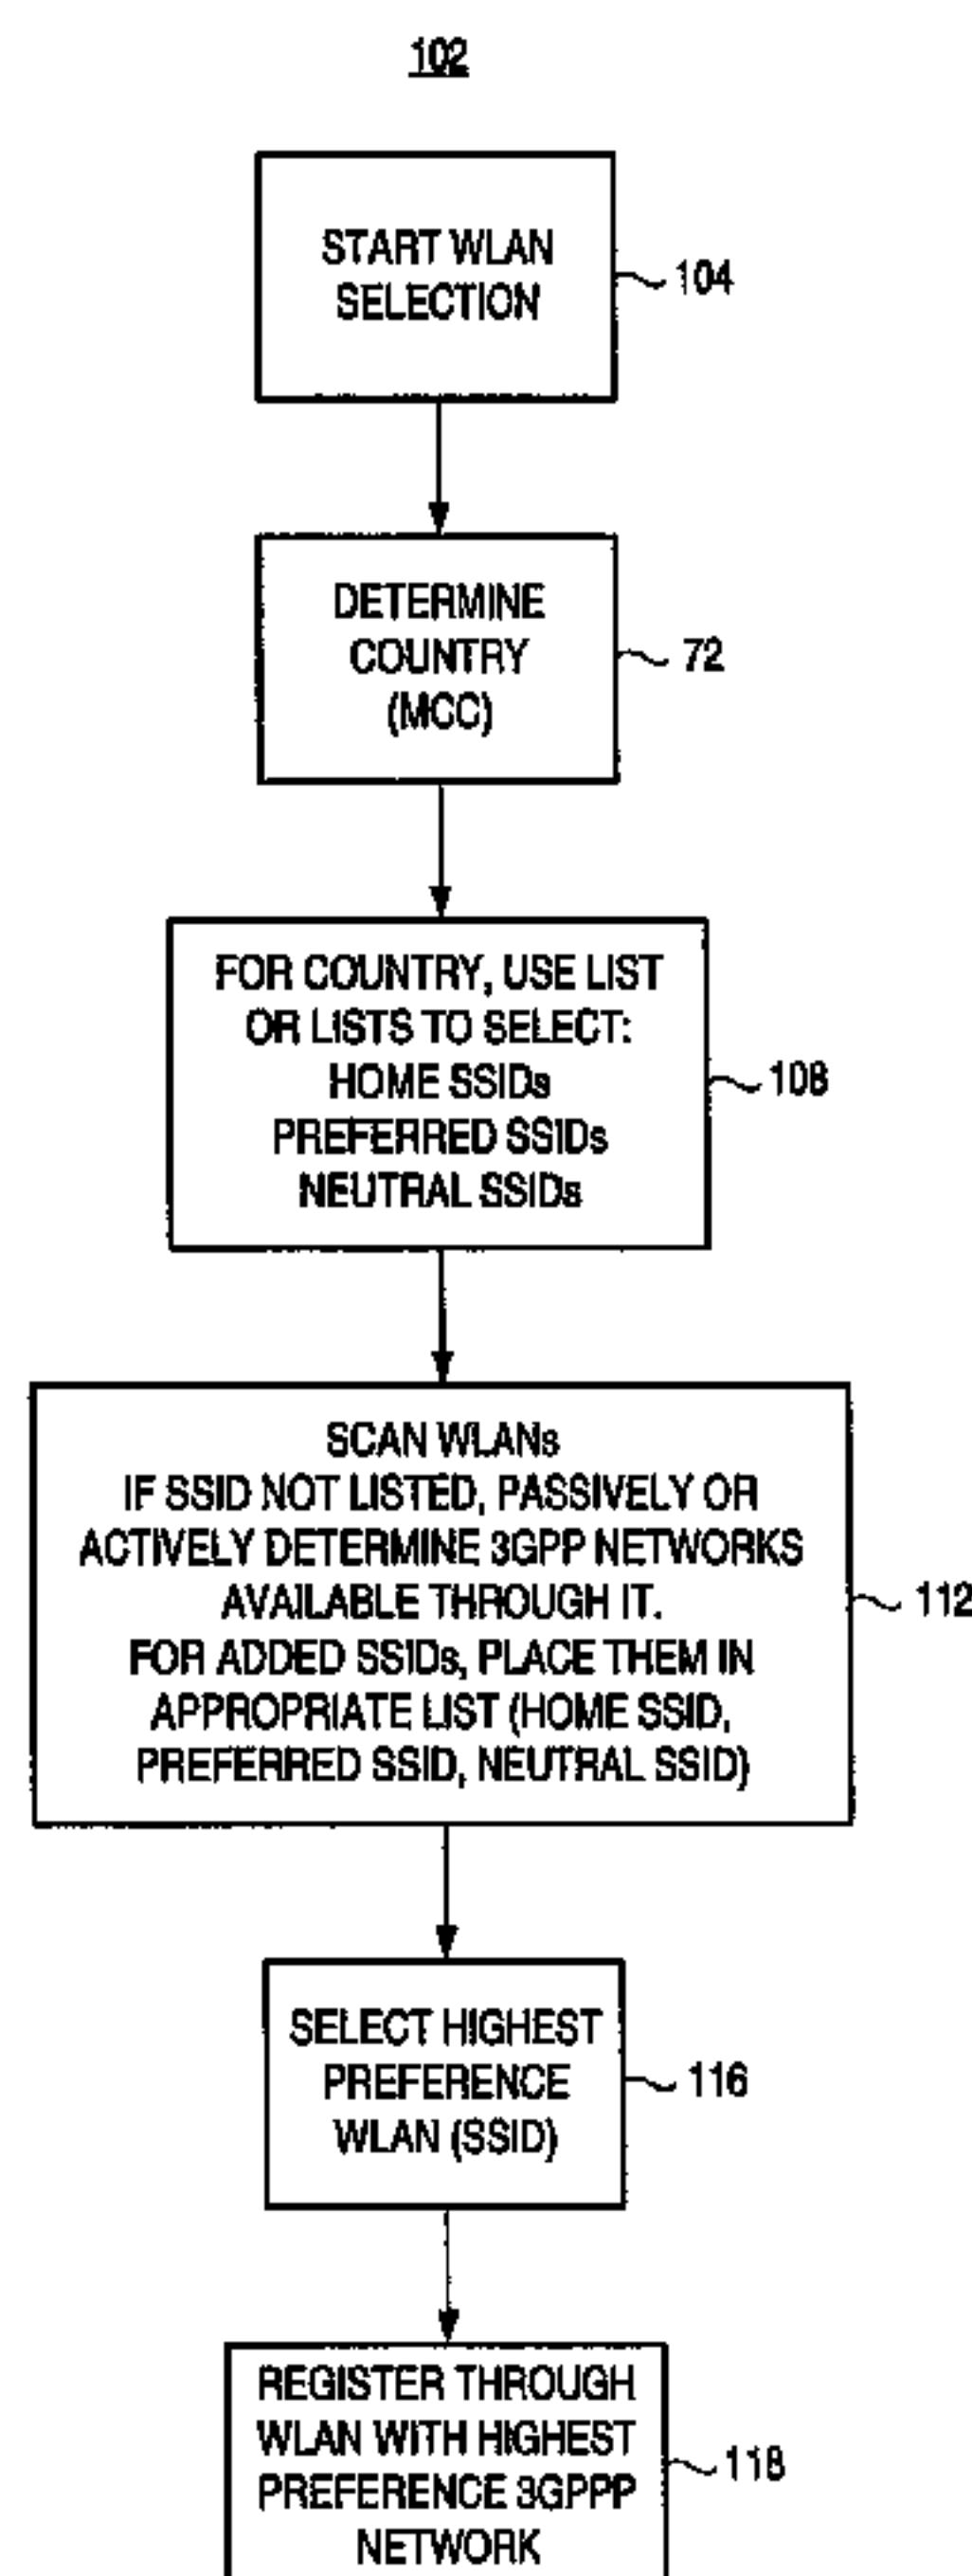 102
START WLAN
SELECTION
104
DETERMINE
COUNTRY
(MCC)
72
FOR COUNTRY, USE LIST
OR LISTS TO SELECT:
HOME SSIDs
PREFERRED SSIDs
NEUTRAL SSIDs
108
SCAN WLANs
IF SSID NOT LISTED, PASSIVELY OR
ACTIVELY DETERMINE 3GPP NETWORKS
AVAILABLE THROUGH IT.
FOR ADDED SSIDs, PLACE THEM IN
APPROPRIATE LIST (HOME SSID,
PREFERRED SSID, NEUTRAL SSID)
112
SELECT HIGHEST
PREFERENCE
WLAN (SSID)
116
REGISTER THROUGH
WLAN WITH HIGHEST
PREFERENCE 3GPPP
NETWORK
118